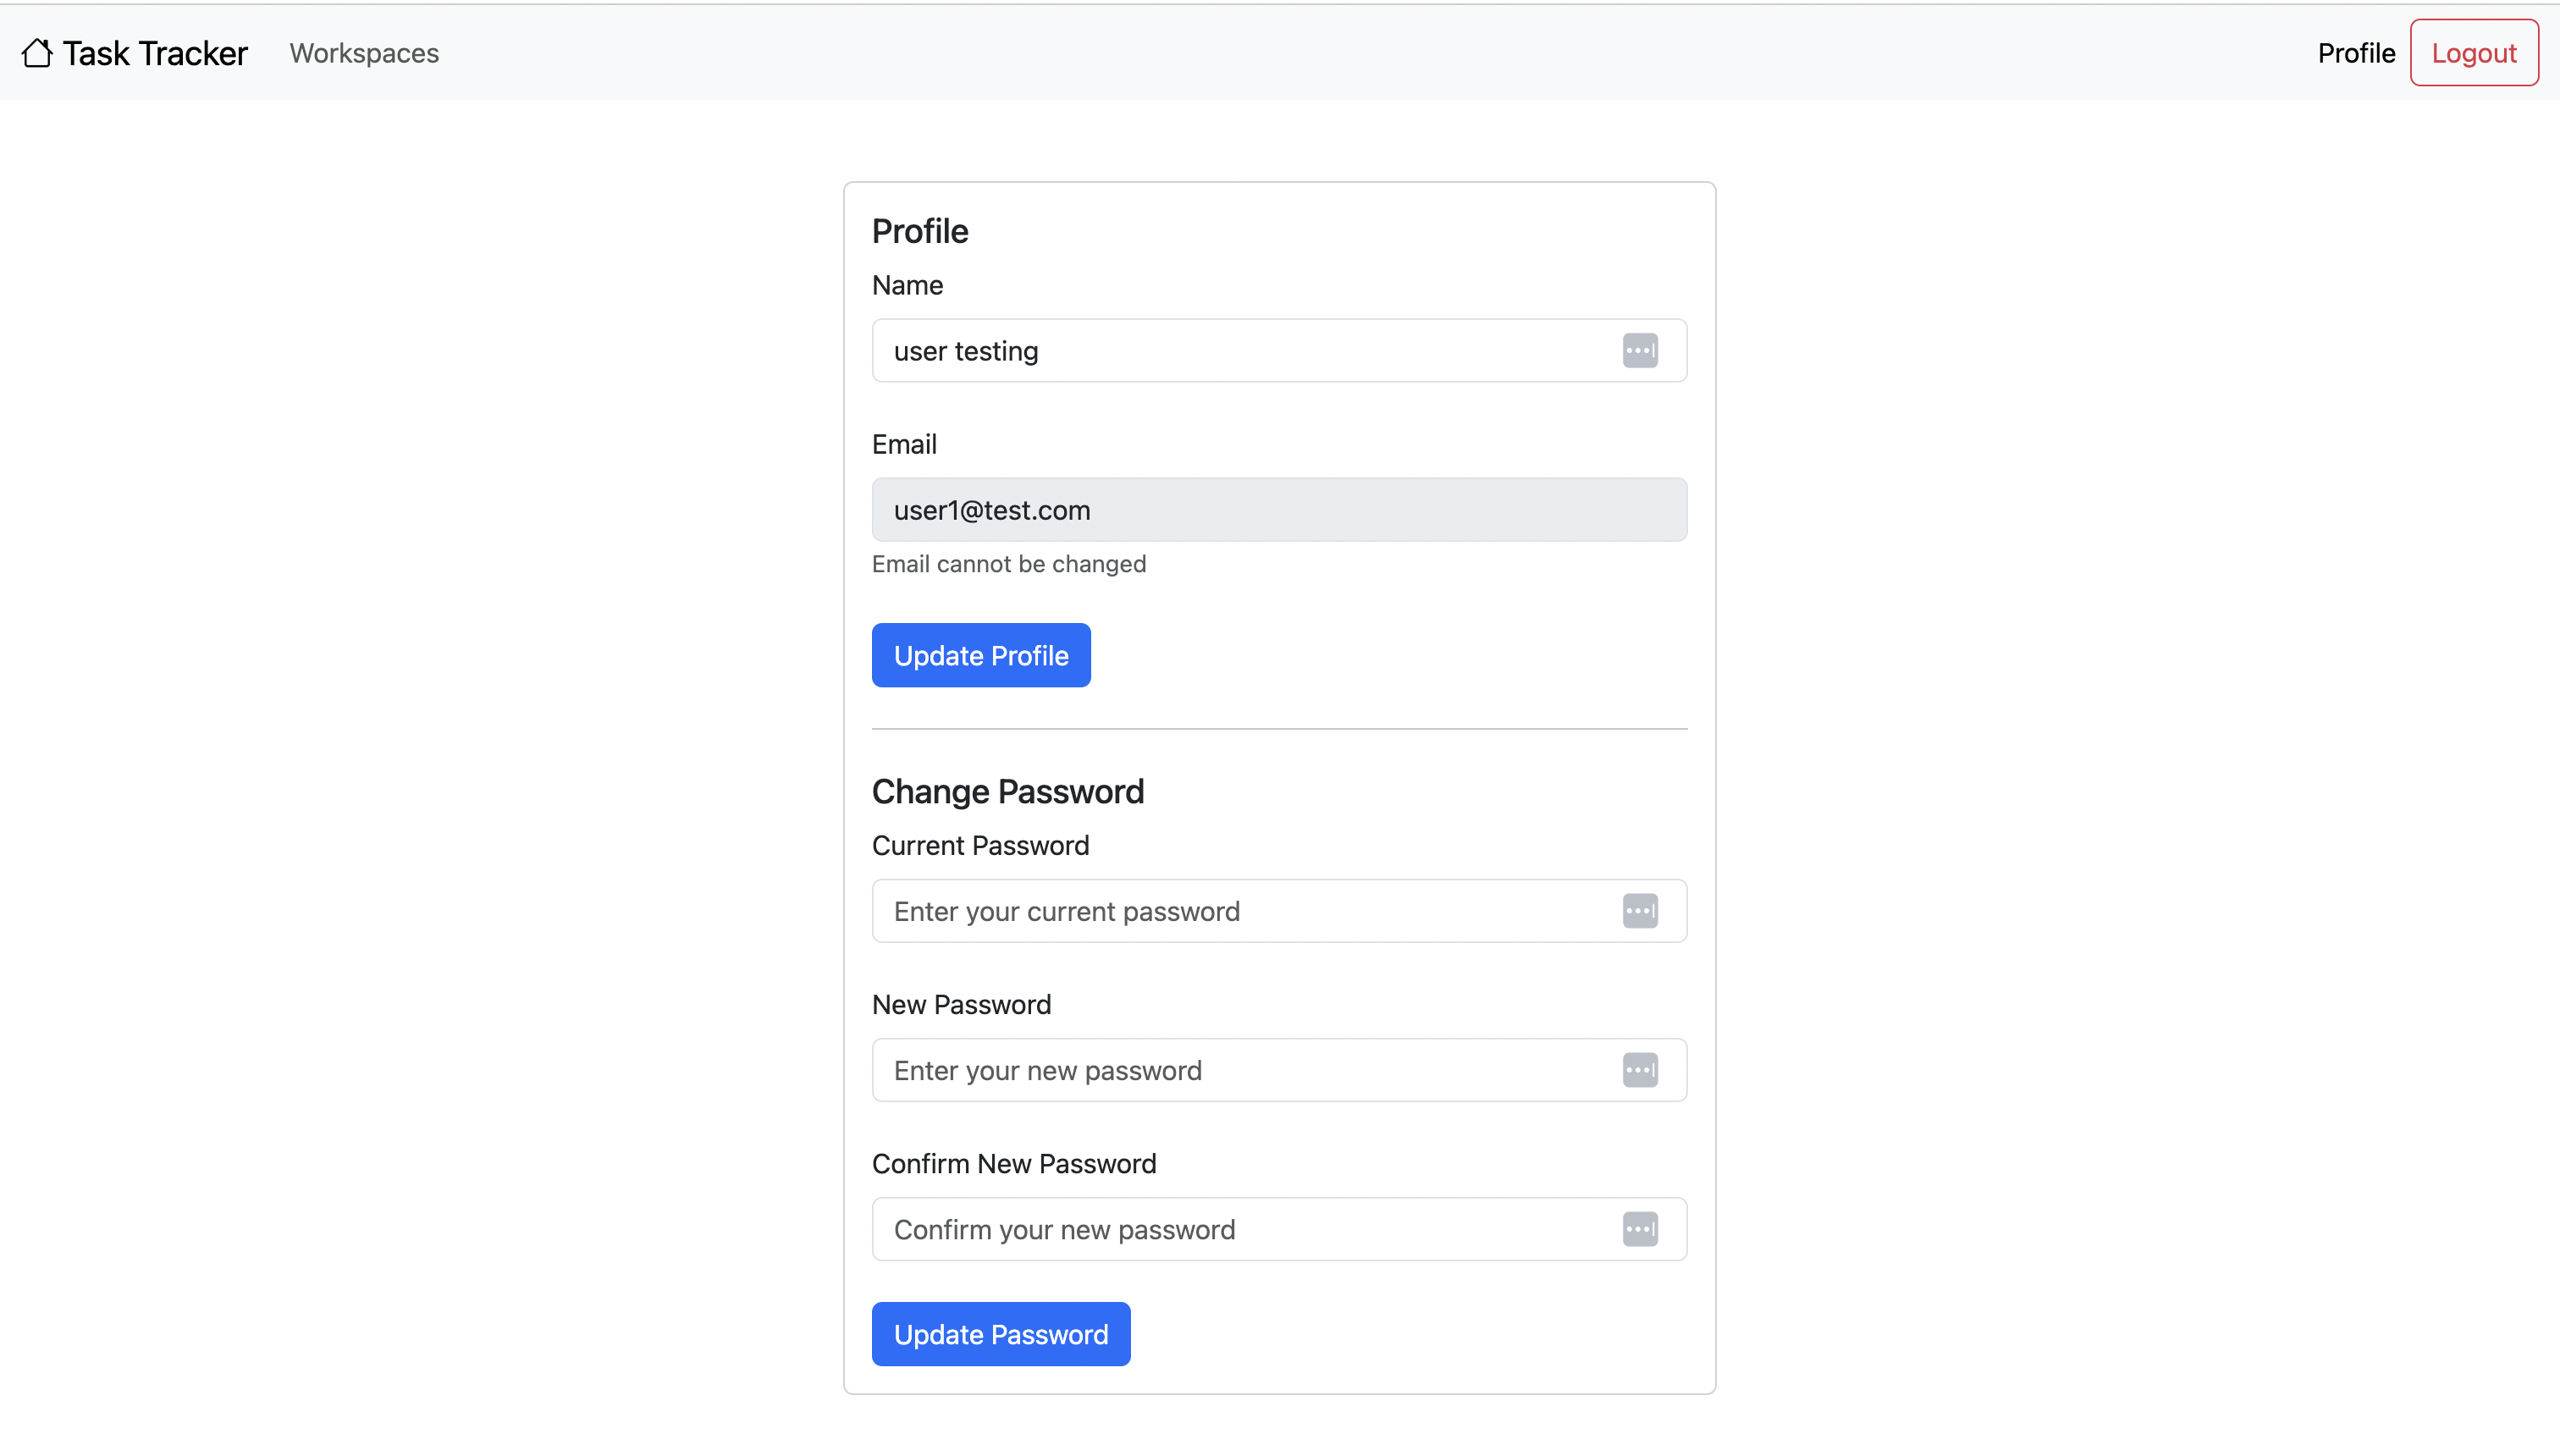 Task Tracker Workspaces Profile Logout
Profile
Name
user testing
Email
user1@test.com
Email cannot be changed
Update Profile
Change Password
Current Password
Enter your current password
New Password
Enter your new password
Confirm New Password
Confirm your new password
Update Password